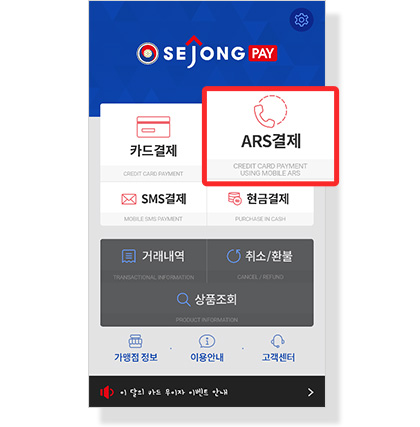 SEJONG PAY
카드결제
CREDIT CARD PAYMENT
ARS결제
CREDIT CARD PAYMENT
USING MOBILE ARS
SMS결제
MOBILE SMS PAYMENT
현금결제
PURCHASE IN CASH
거래내역
TRANSACTIONAL INFORMATION
취소/환불
CANCEL / REFUND
상품조회
PRODUCT INFORMATION
가맹점 정보
이용안내
고객센터
이 달의 카드 무이자 이벤트 안내